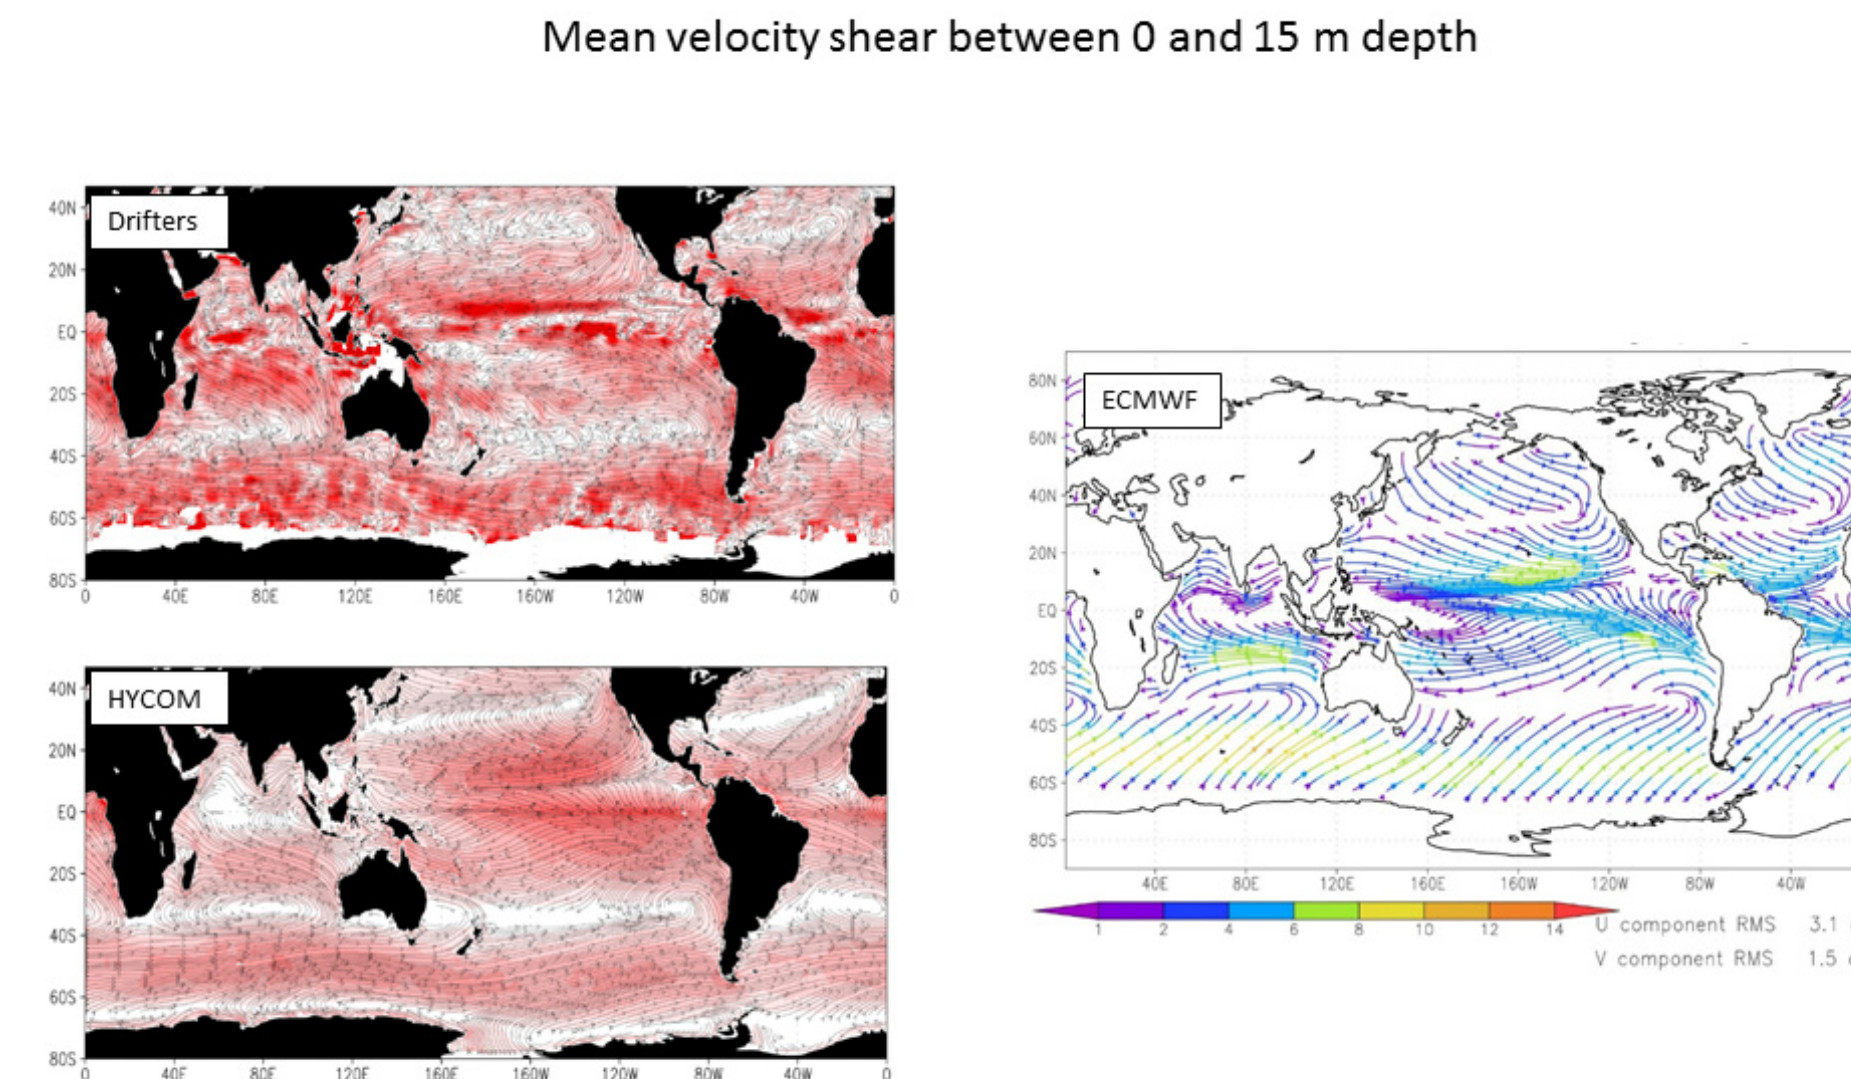 Mean velocity shear between 0 and 15 m depth
Drifters
40N
20N
EQ
20S
40S
60S
80S
0 40E 80E 120E 160E 160W 120W 80W 40W 0
HYCOM
40N
20N
EQ
20S
40S
60S
80S
0 40E 80E 120E 160E 160W 120W 80W 40W 0
ECMWF
80N
60N
40N
20N
EQ
20S
40S
60S
80S
40E 80E 120E 160E 160W 120W 80W 40W
1 2 4 6 8 10 12 14
U component RMS 3.1
V component RMS 1.5